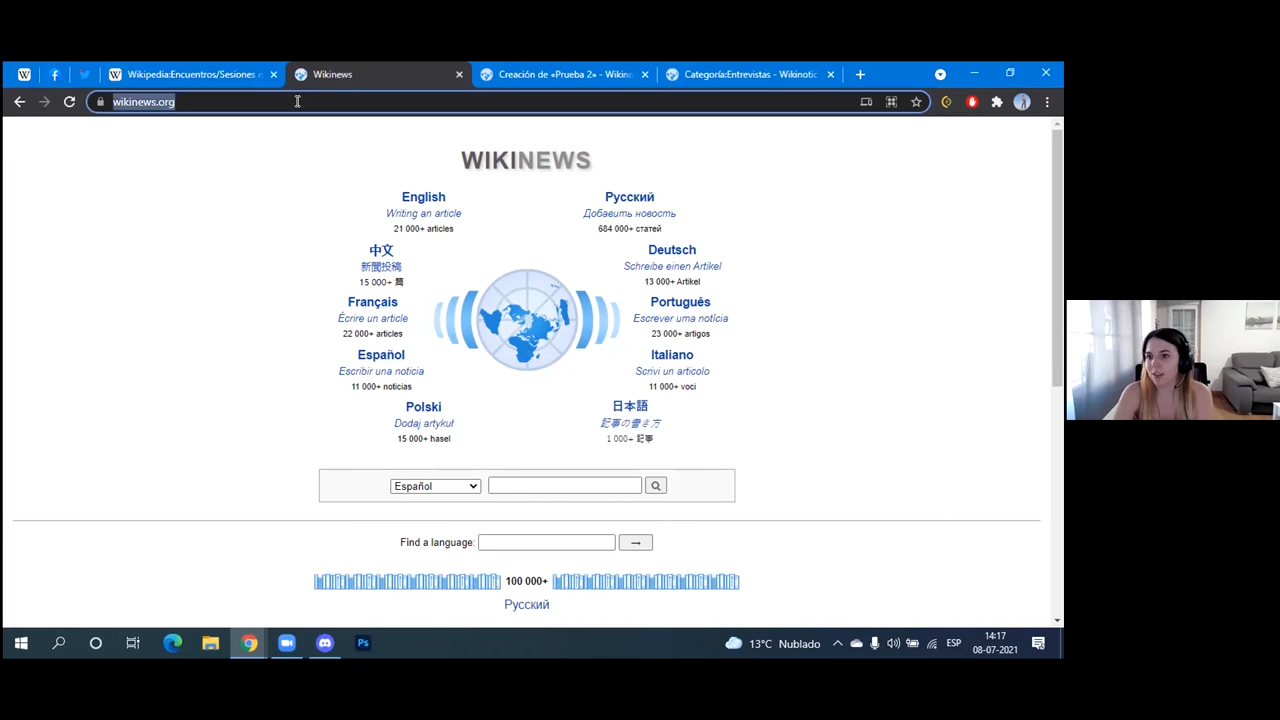 Wikipedia:Encuentros/Sesiones
Wikinews
Creación de «Prueba 2» - Wikino
Categoría:Entrevistas - Wikinotic
wikinews.org
WIKINEWS
English
Writing an article
21 000+ articles
Русский
Добавить новость
684 000+ статей
中文
新聞投稿
15 000+ 篇
Deutsch
Schreibe einen Artikel
13 000+ Artikel
Français
Écrire un article
22 000+ articles
Português
Escrever uma notícia
23 000+ artigos
Español
Escribir una noticia
11 000+ noticias
Italiano
Scrivi un articolo
11 000+ voci
Polski
Dodaj artykuł
15 000+ haseł
日本語
記事の書き方
1 000+ 記事
Español
Find a language:
→
100 000+
Русский
13°C Nublado
ESP
14:17
08-07-2021